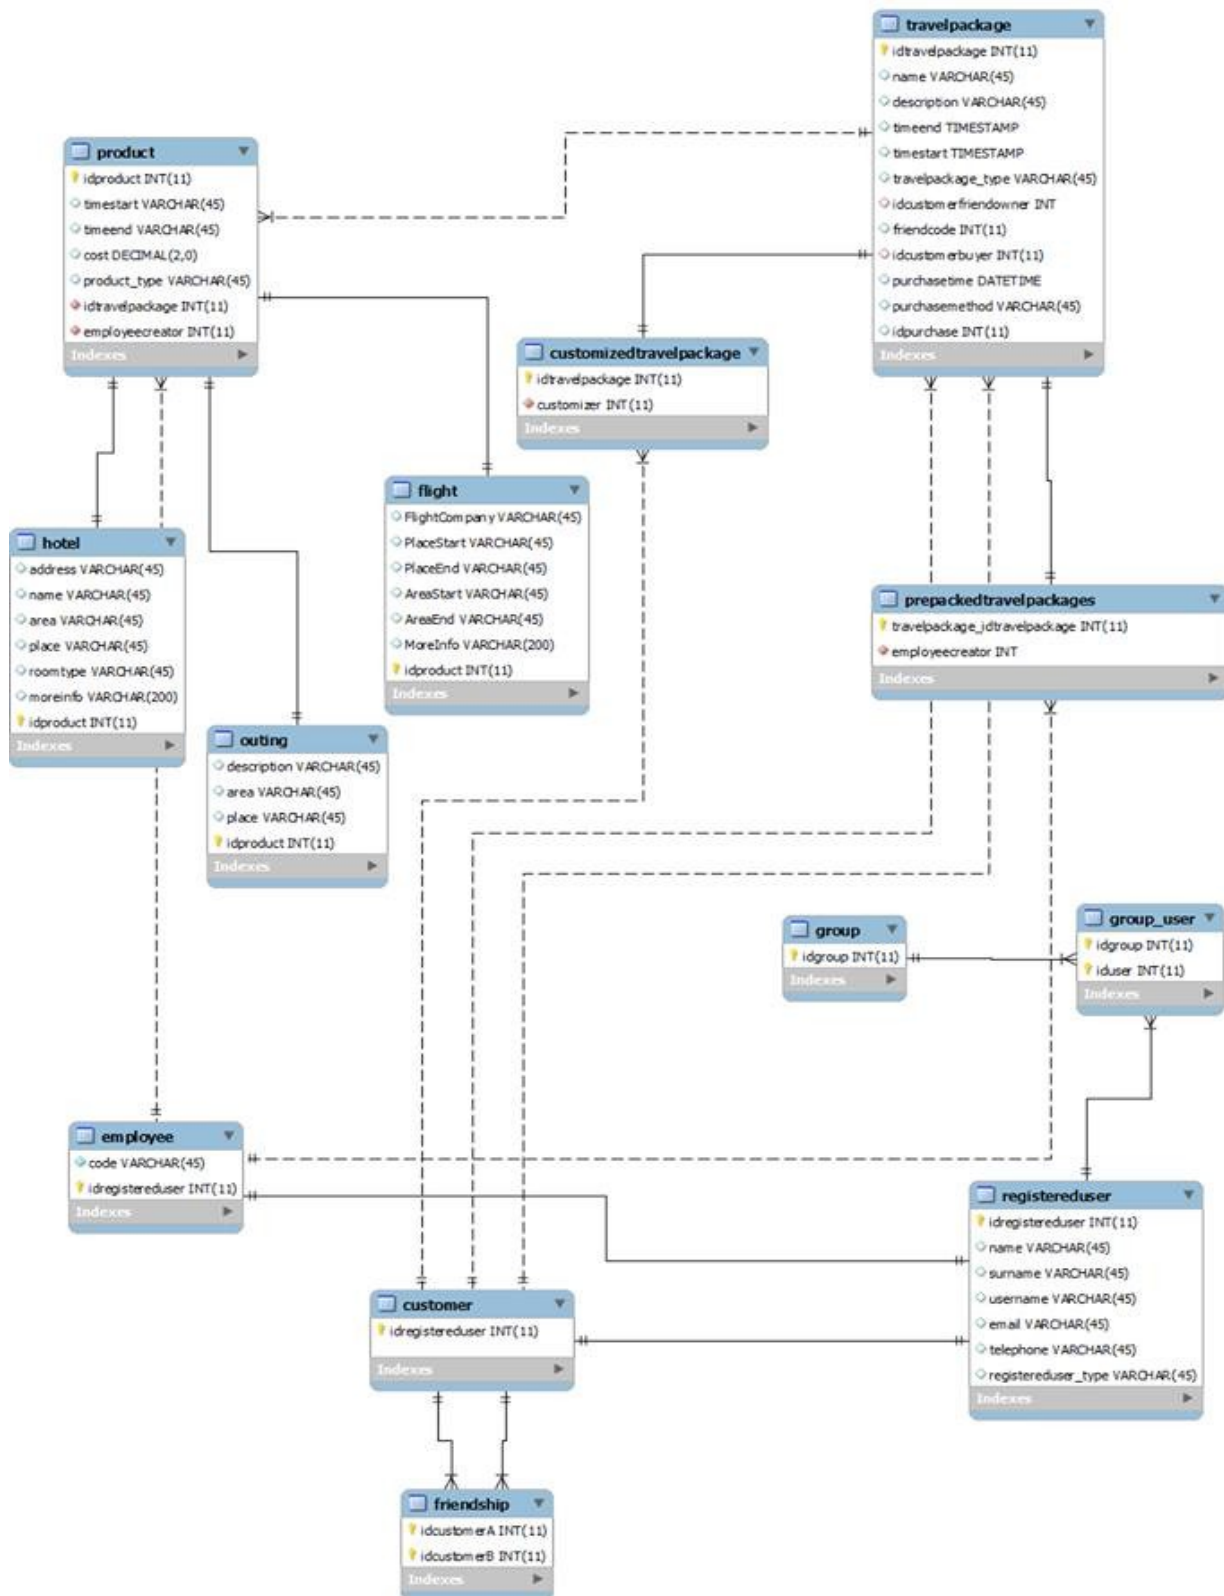 travelpackage
idtravelpackage INT(11)
name VARCHAR(45)
description VARCHAR(45)
timeend TIMESTAMP
timestart TIMESTAMP
travelpackage_type VARCHAR(45)
idcustomerfriendowner INT
friendcode INT(11)
idcustomerbuyer INT(11)
purchasetime DATETIME
purchasemethod VARCHAR(45)
idpurchase INT(11)
Indexes
product
idproduct INT(11)
timestart VARCHAR(45)
timeend VARCHAR(45)
cost DECIMAL(2,0)
product_type VARCHAR(45)
idtravelpackage INT(11)
employeecreator INT(11)
Indexes
customizedtravelpackage
idtravelpackage INT(11)
customizer INT(11)
Indexes
flight
FlightCompany VARCHAR(45)
PlaceStart VARCHAR(45)
PlaceEnd VARCHAR(45)
AreaStart VARCHAR(45)
AreaEnd VARCHAR(45)
MoreInfo VARCHAR(200)
idproduct INT(11)
Indexes
hotel
address VARCHAR(45)
name VARCHAR(45)
area VARCHAR(45)
place VARCHAR(45)
roomtype VARCHAR(45)
moreinfo VARCHAR(200)
idproduct INT(11)
Indexes
prepackedtravelpackages
travelpackage_idtravelpackage INT(11)
employeecreator INT
Indexes
outing
description VARCHAR(45)
area VARCHAR(45)
place VARCHAR(45)
idproduct INT(11)
Indexes
group
idgroup INT(11)
Indexes
group_user
idgroup INT(11)
iduser INT(11)
Indexes
employee
code VARCHAR(45)
idregistereduser INT(11)
Indexes
registereduser
idregistereduser INT(11)
name VARCHAR(45)
surname VARCHAR(45)
username VARCHAR(45)
email VARCHAR(45)
telephone VARCHAR(45)
registereduser_type VARCHAR(45)
Indexes
customer
idregistereduser INT(11)
Indexes
friendship
idcustomerA INT(11)
idcustomerB INT(11)
Indexes